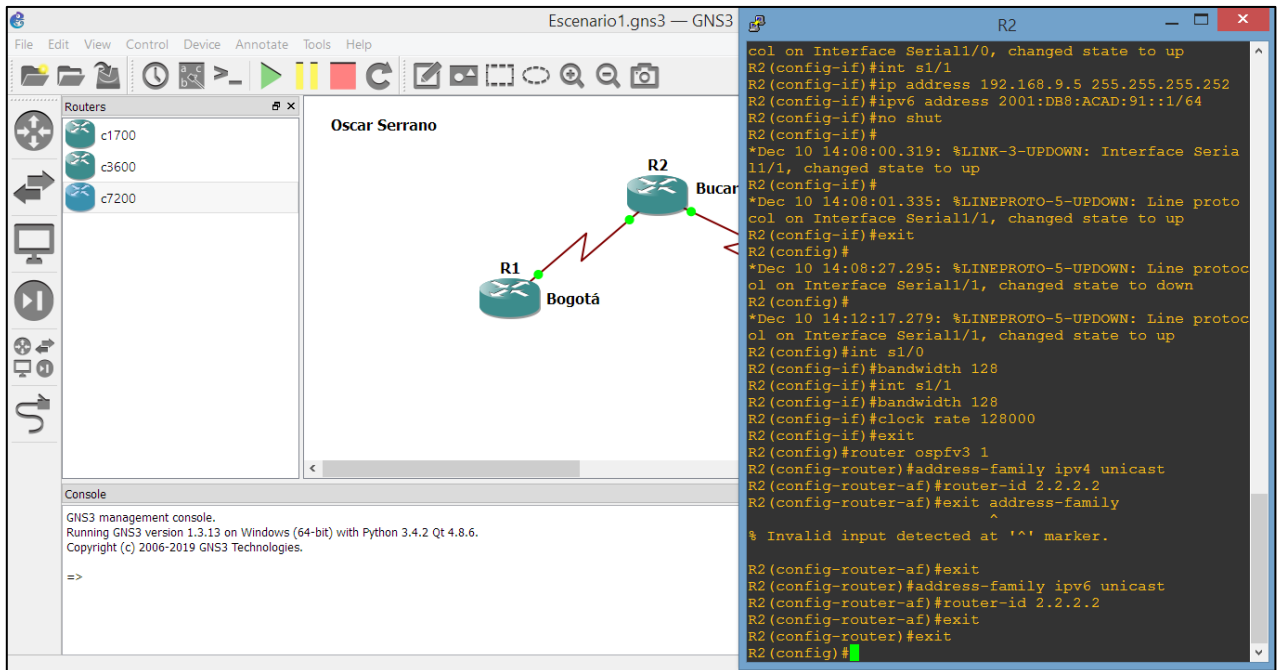 Escenario1.gns3 — GNS3
File Edit View Control Device Annotate Tools Help
Routers
c1700
c3600
c7200
Oscar Serrano
R2
Bucar
R1
Bogotá
Console
GNS3 management console.
Running GNS3 version 1.3.13 on Windows (64-bit) with Python 3.4.2 Qt 4.8.6.
Copyright (c) 2006-2019 GNS3 Technologies.
=>
R2
col on Interface Serial1/0, changed state to up
R2(config-if)#int s1/1
R2(config-if)#ip address 192.168.9.5 255.255.255.252
R2(config-if)#ipv6 address 2001:DB8:ACAD:91::1/64
R2(config-if)#no shut
R2(config-if)#
*Dec 10 14:08:00.319: %LINK-3-UPDOWN: Interface Seria
l1/1, changed state to up
R2(config-if)#
*Dec 10 14:08:01.335: %LINEPROTO-5-UPDOWN: Line proto
col on Interface Serial1/1, changed state to up
R2(config-if)#exit
R2(config)#
*Dec 10 14:08:27.295: %LINEPROTO-5-UPDOWN: Line protoc
ol on Interface Serial1/1, changed state to down
R2(config)#
*Dec 10 14:12:17.279: %LINEPROTO-5-UPDOWN: Line protoc
ol on Interface Serial1/1, changed state to up
R2(config)#int s1/0
R2(config-if)#bandwidth 128
R2(config-if)#int s1/1
R2(config-if)#bandwidth 128
R2(config-if)#clock rate 128000
R2(config-if)#exit
R2(config)#router ospfv3 1
R2(config-router)#address-family ipv4 unicast
R2(config-router-af)#router-id 2.2.2.2
R2(config-router-af)#exit address-family
^
% Invalid input detected at '^' marker.
R2(config-router-af)#exit
R2(config-router)#address-family ipv6 unicast
R2(config-router-af)#router-id 2.2.2.2
R2(config-router-af)#exit
R2(config-router)#exit
R2(config)#